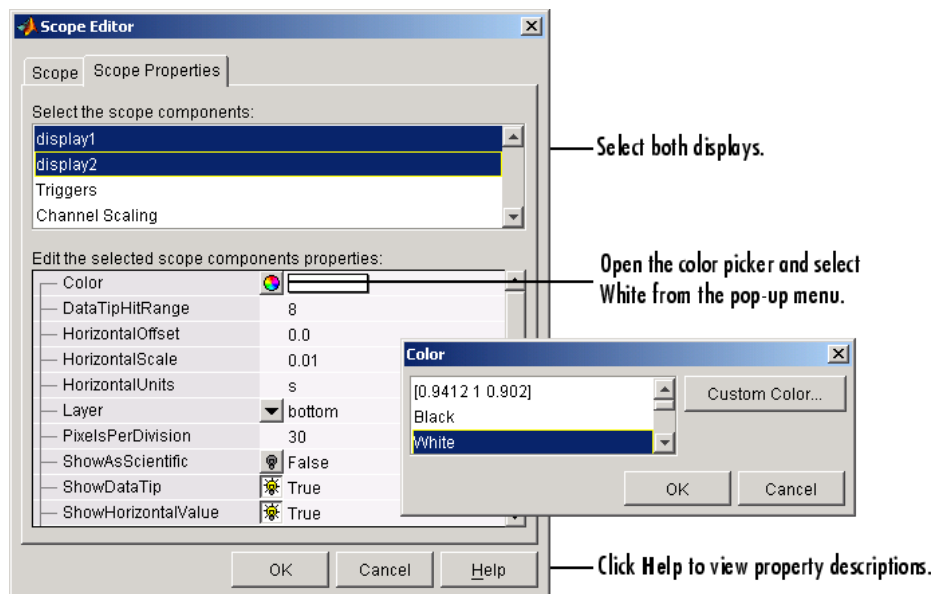 Scope Editor
Scope
Scope Properties
Select the scope components:
display1
display2
Triggers
Channel Scaling
Select both displays.
Edit the selected scope components properties:
Color
DataTipHitRange 8
HorizontalOffset 0.0
HorizontalScale 0.01
HorizontalUnits s
Layer bottom
PixelsPerDivision 30
ShowAsScientific False
ShowDataTip True
ShowHorizontalValue True
Open the color picker and select
White from the pop-up menu.
Color
[0.9412 1 0.902]
Black
White
Custom Color...
OK Cancel
OK Cancel Help
Click Help to view property descriptions.